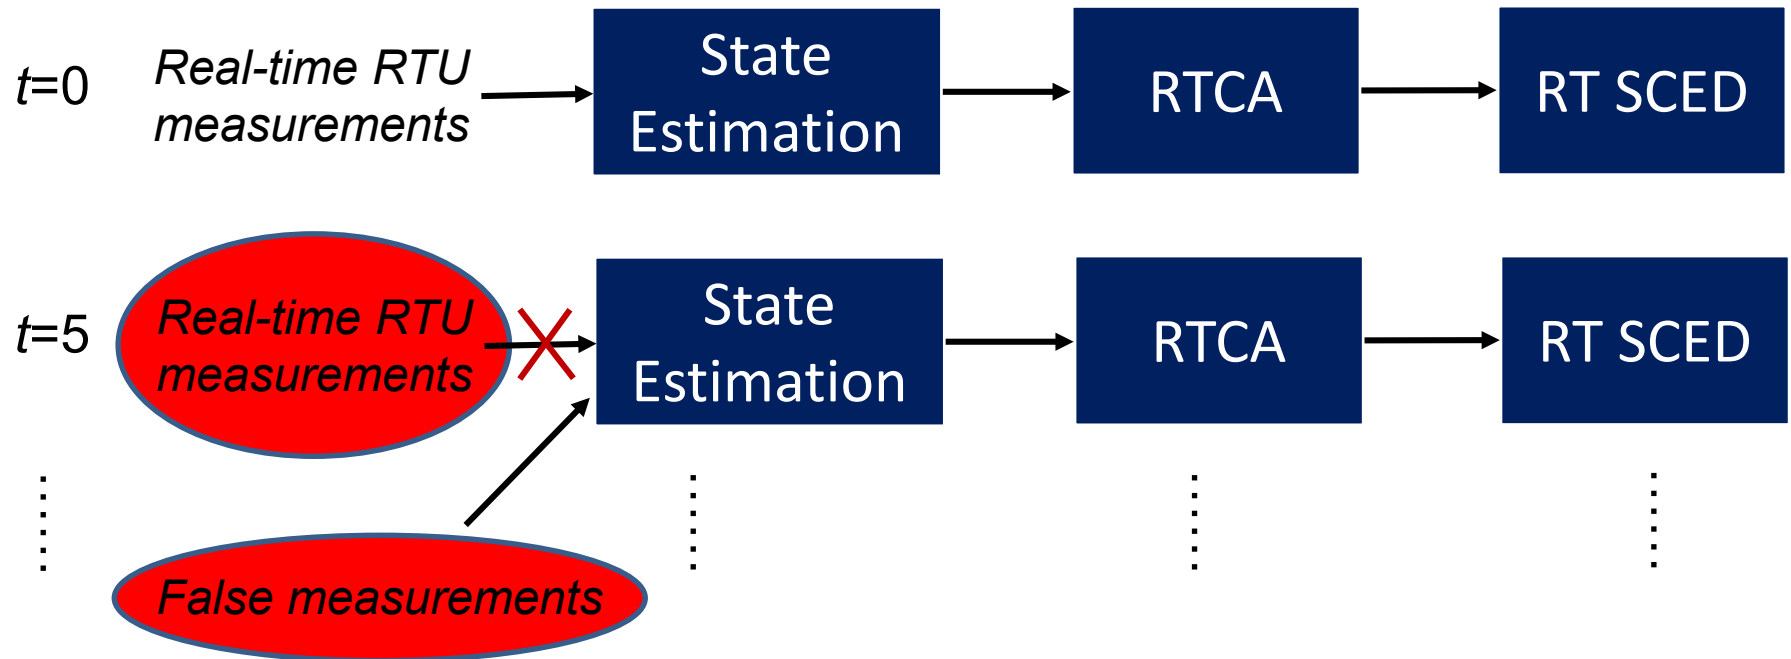 t=0
Real-time RTU
measurements
State
Estimation
RTCA
RT SCED
t=5
Real-time RTU
measurements
State
Estimation
RTCA
RT SCED
False measurements